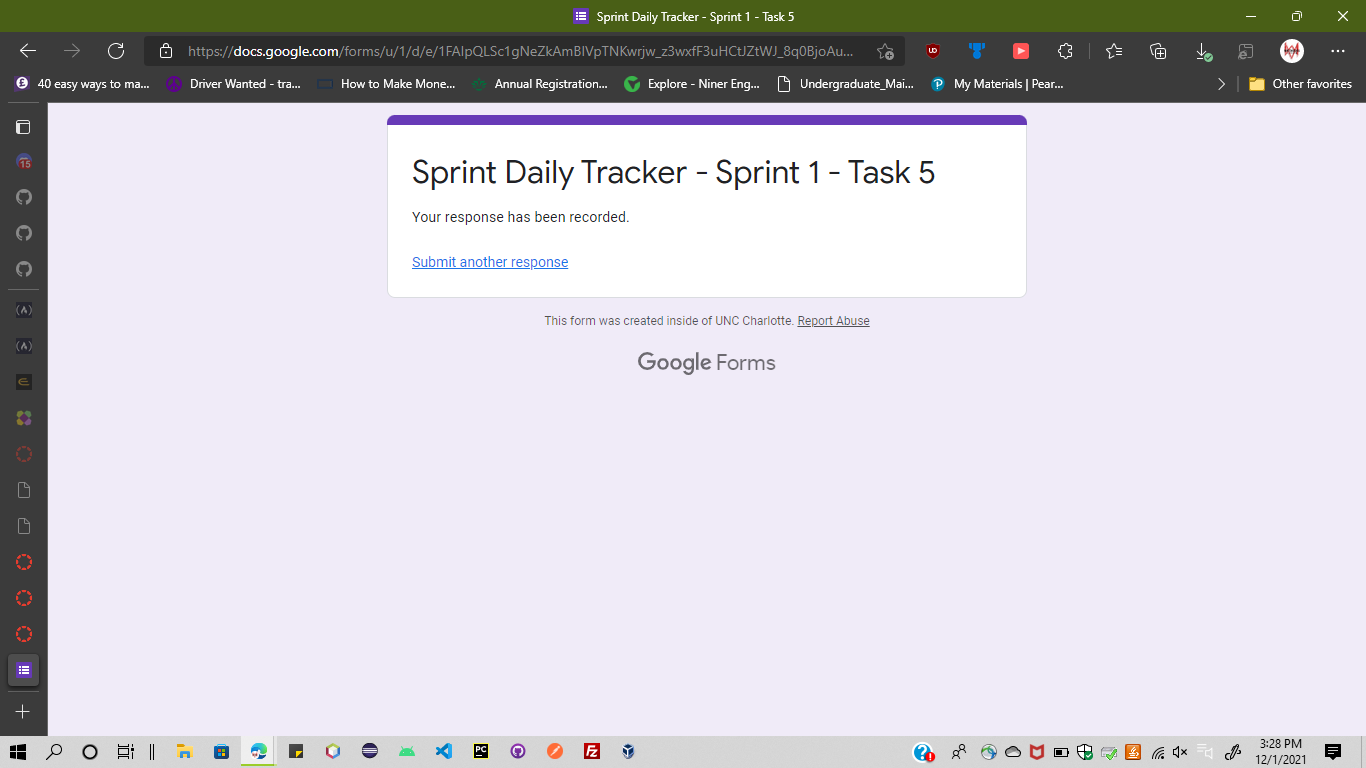 Sprint Daily Tracker - Sprint 1 - Task 5
https://docs.google.com/forms/u/1/d/e/1FAIpQLSc1gNeZkAmBIVpTNKwrjw_z3wxfF3uHCtJZtWJ_8q0BjoAu...
40 easy ways to ma... Driver Wanted - tra... How to Make Mone... Annual Registration... Explore - Niner Eng... Undergraduate_Mai... My Materials | Pear... Other favorites
15
Sprint Daily Tracker - Sprint 1 - Task 5
Your response has been recorded.
Submit another response
This form was created inside of UNC Charlotte. Report Abuse
Google Forms
PC
FZ
3:28 PM
12/1/2021